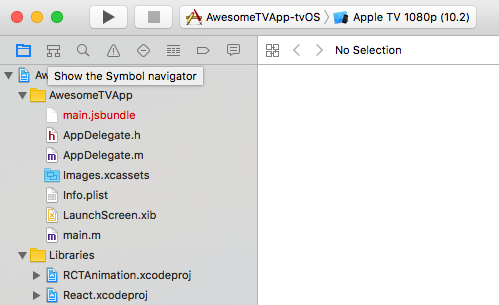 AwesomeTVApp-tvOS
Apple TV 1080p (10.2)
No Selection
Aw
Show the Symbol navigator
AwesomeTVApp
main.jsbundle
AppDelegate.h
AppDelegate.m
Images.xcassets
Info.plist
LaunchScreen.xib
main.m
Libraries
RCTAnimation.xcodeproj
React.xcodeproj